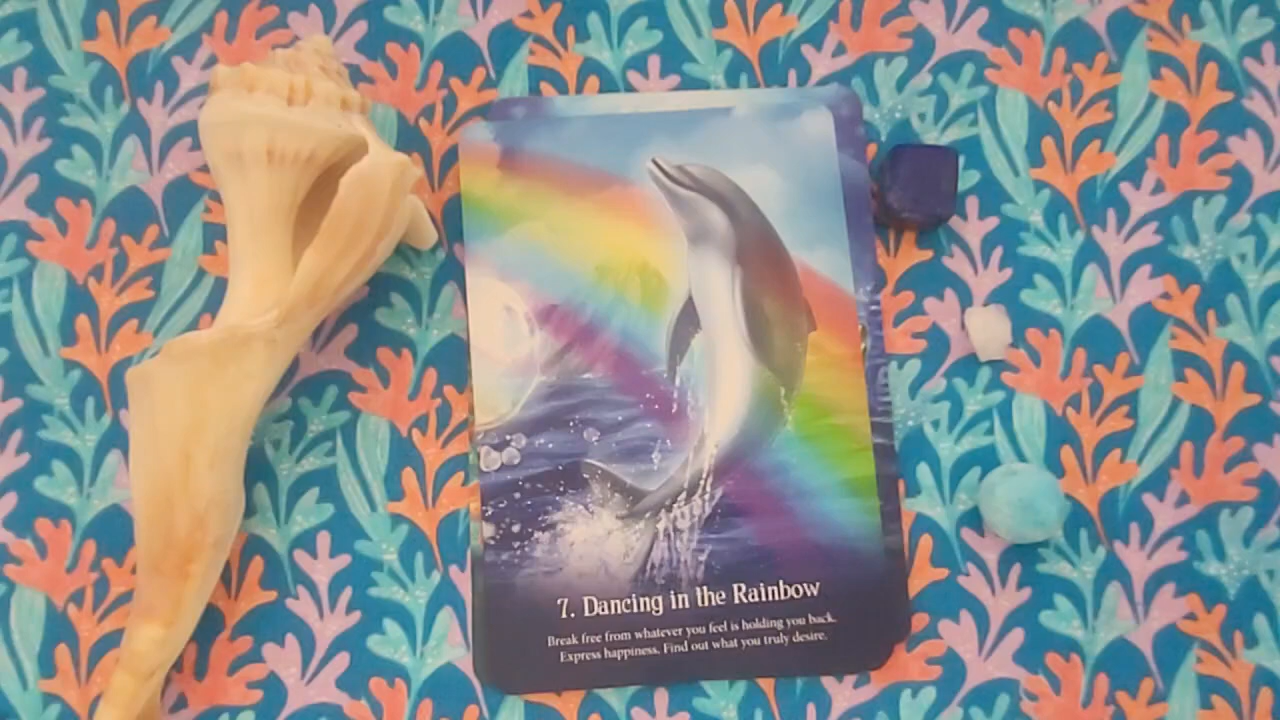 7. Dancing in the Rainbow
Break free from whatever you feel is holding you back.
Express happiness. Find out what you truly desire.